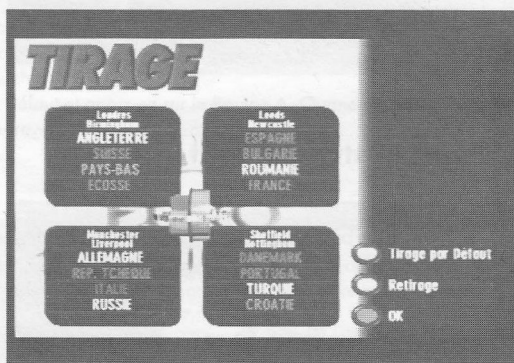 TIRAGE
Londres
Birmingham
ANGLETERRE
SUISSE
PAYS-BAS
ECOSSE
Leeds
Newcastle
ESPAGNE
BULGARIE
ROUMANIE
FRANCE
Manchester
Liverpool
ALLEMAGNE
REP. TCHEQUE
ITALIE
RUSSIE
Sheffield
Nottingham
DANEMARK
PORTUGAL
TURQUIE
CROATIE
Tirage par Défaut
Retirage
OK